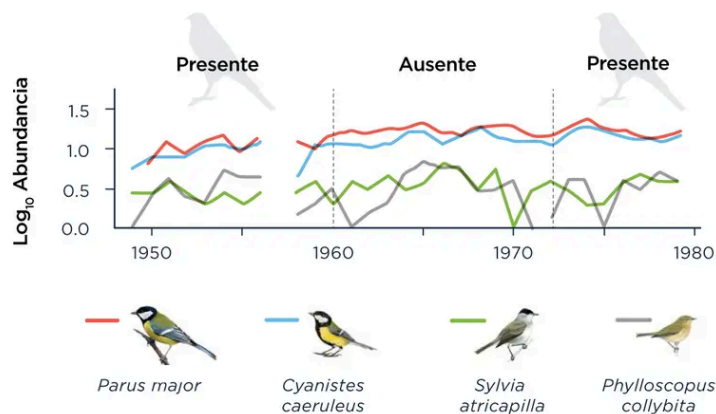 Presente
Ausente
Presente
Log₁₀ Abundancia
1.5
1.0
0.5
0.0
1950
1960
1970
1980
Parus major
Cyanistes
caeruleus
Sylvia
atricapilla
Phylloscopus
collybita